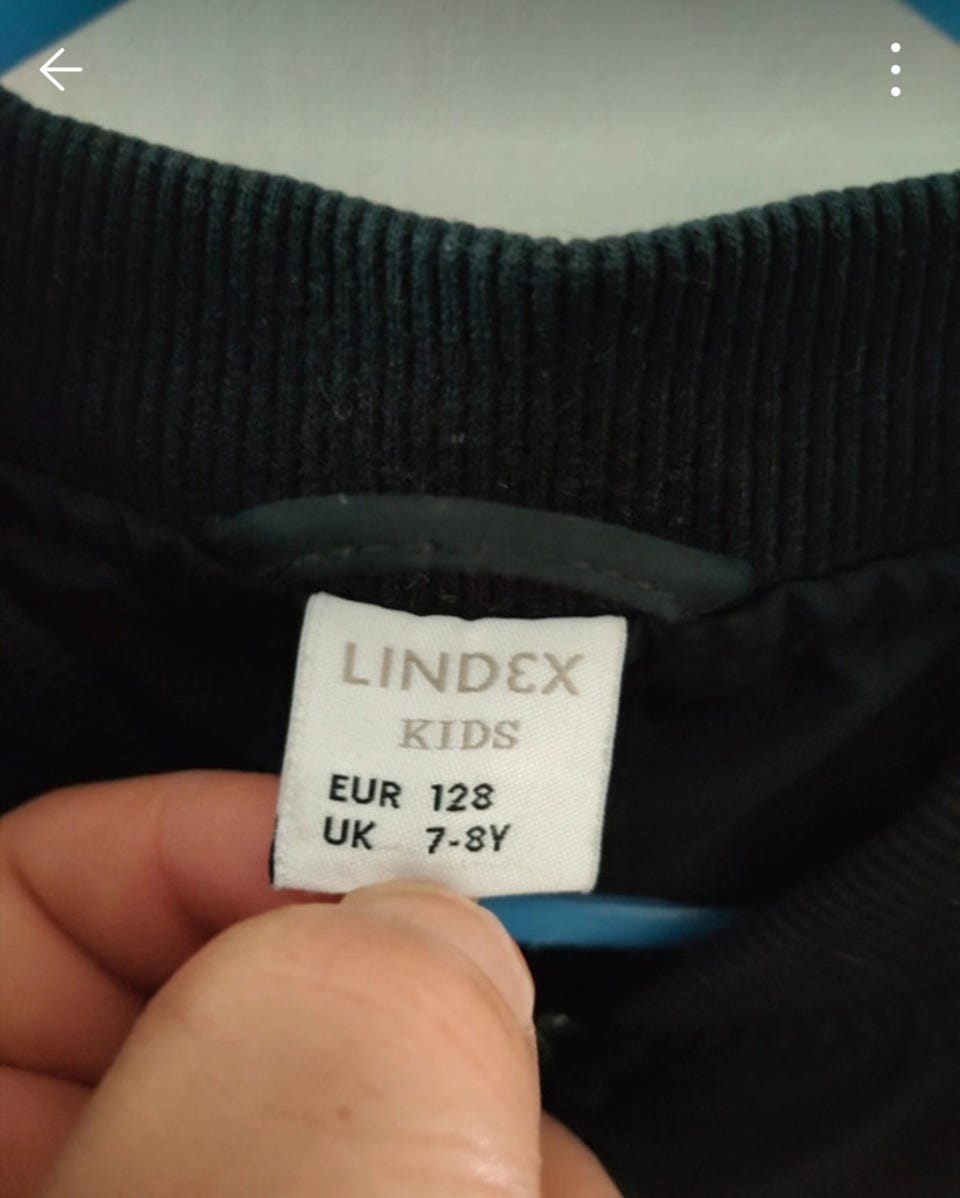 LINDEX
KIDS
EUR 128
UK 7-8Y